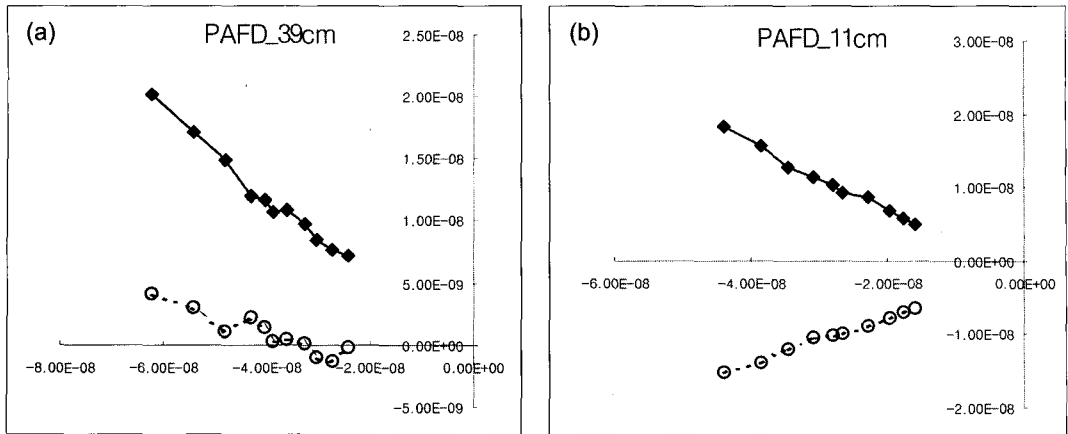 (a)
PAFD_39cm
2.50E-08
2.00E-08
1.50E-08
1.00E-08
5.00E-09
0.00E+00
-5.00E-09
-8.00E-08 -6.00E-08 -4.00E-08 -2.00E-08 0.00E+00
(b)
PAFD_11cm
3.00E-08
2.00E-08
1.00E-08
0.00E+00
-1.00E-08
-2.00E-08
-6.00E-08 -4.00E-08 -2.00E-08 0.00E+00